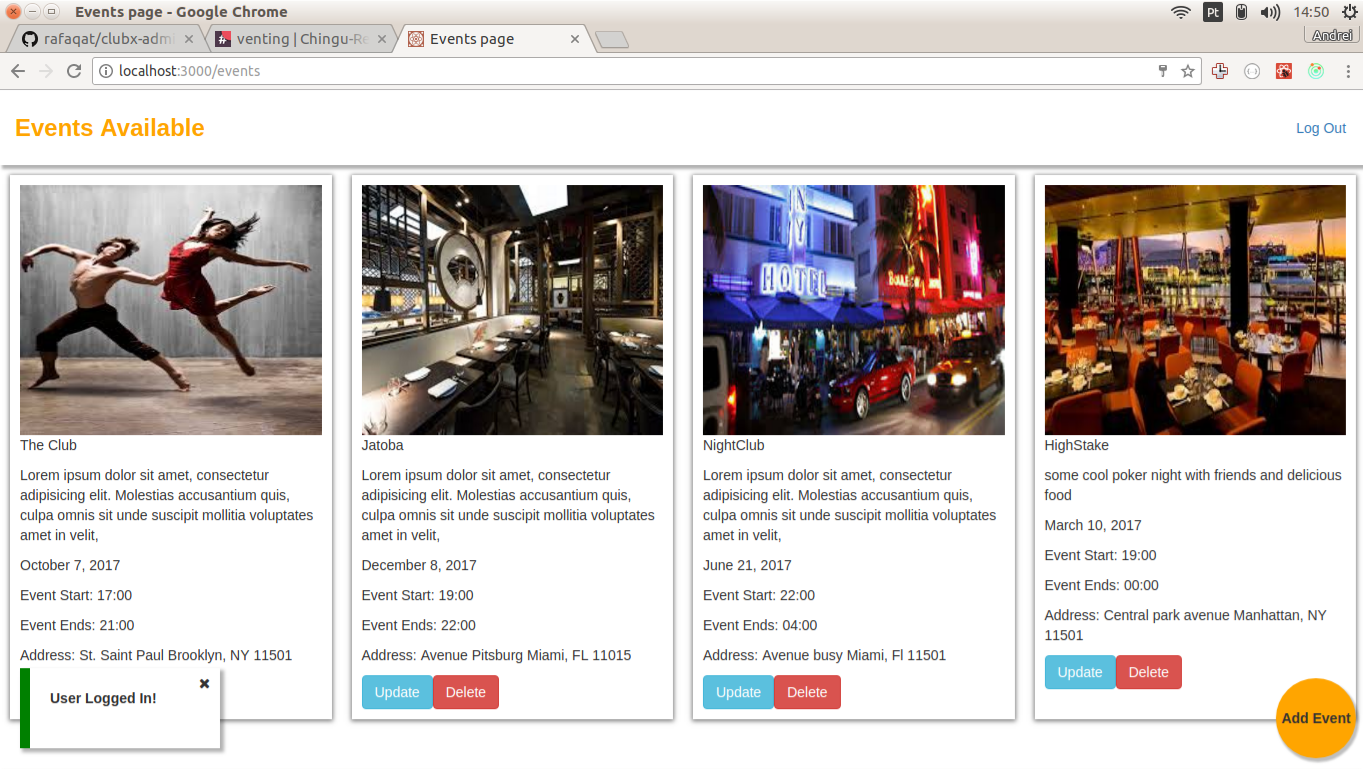 Events page - Google Chrome
Pt
14:50
rafaqat/clubx-adm
venting | Chingu-Re
Events page
Andrei
localhost:3000/events
Events Available
Log Out
HOTEL
The Club
Lorem ipsum dolor sit amet, consectetur
adipisicing elit. Molestias accusantium quis,
culpa omnis sit unde suscipit mollitia voluptates
amet in velit,
October 7, 2017
Event Start: 17:00
Event Ends: 21:00
Address: St. Saint Paul Brooklyn, NY 11501
Jatoba
Lorem ipsum dolor sit amet, consectetur
adipisicing elit. Molestias accusantium quis,
culpa omnis sit unde suscipit mollitia voluptates
amet in velit,
December 8, 2017
Event Start: 19:00
Event Ends: 22:00
Address: Avenue Pitsburg Miami, FL 11015
Update
Delete
NightClub
Lorem ipsum dolor sit amet, consectetur
adipisicing elit. Molestias accusantium quis,
culpa omnis sit unde suscipit mollitia voluptates
amet in velit,
June 21, 2017
Event Start: 22:00
Event Ends: 04:00
Address: Avenue busy Miami, Fl 11501
Update
Delete
HighStake
some cool poker night with friends and delicious
food
March 10, 2017
Event Start: 19:00
Event Ends: 00:00
Address: Central park avenue Manhattan, NY
11501
Update
Delete
User Logged In!
Add Event